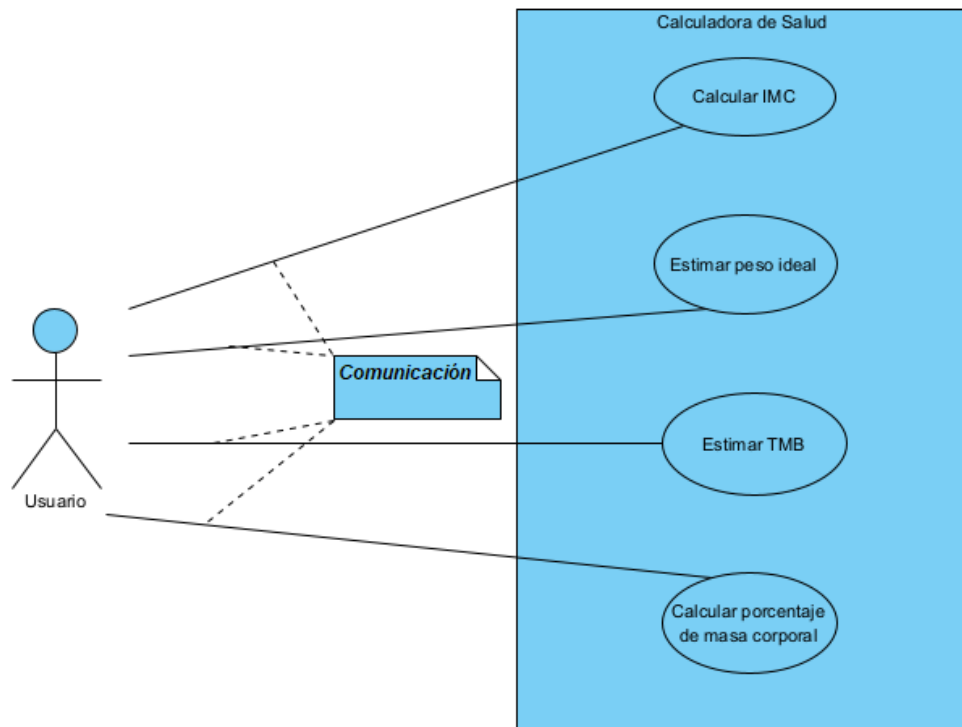 Calculadora de Salud
Calcular IMC
Estimar peso ideal
Comunicación
Estimar TMB
Usuario
Calcular porcentaje
de masa corporal